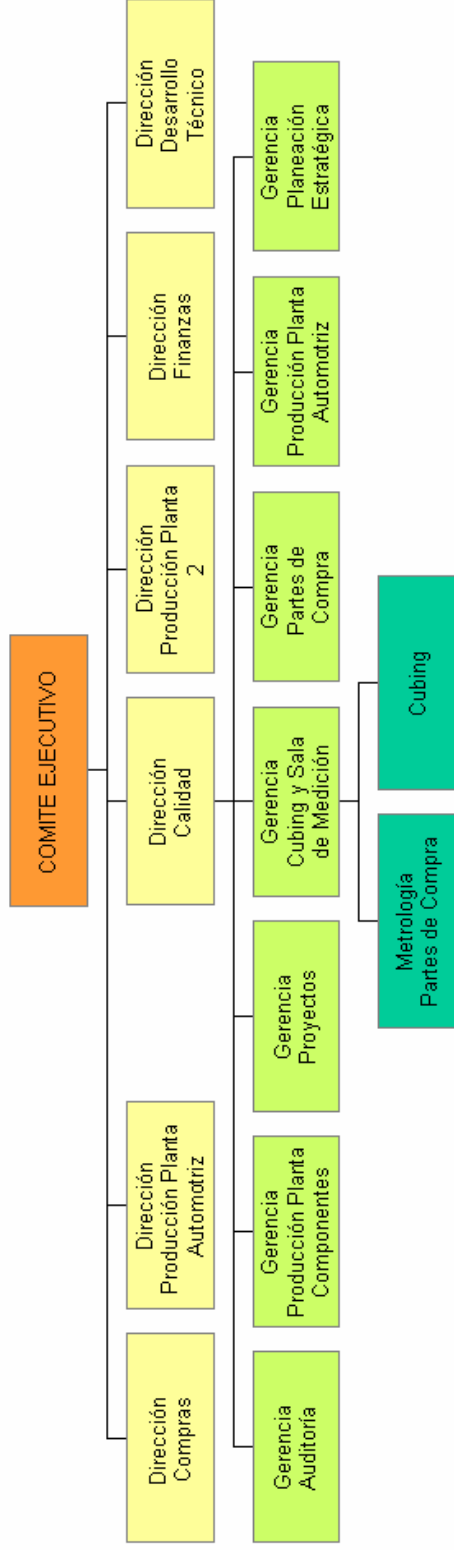 COMITE EJECUTIVO
Dirección
Compras
Dirección
Producción Planta
Automotriz
Dirección
Calidad
Dirección
Producción Planta
2
Dirección
Finanzas
Dirección
Desarrollo
Técnico
Gerencia
Auditoría
Gerencia
Producción Planta
Componentes
Gerencia
Proyectos
Gerencia
Cubing y Sala
de Medición
Gerencia
Partes de
Compra
Gerencia
Producción Planta
Automotriz
Gerencia
Planeación
Estratégica
Metrología
Partes de Compra
Cubing